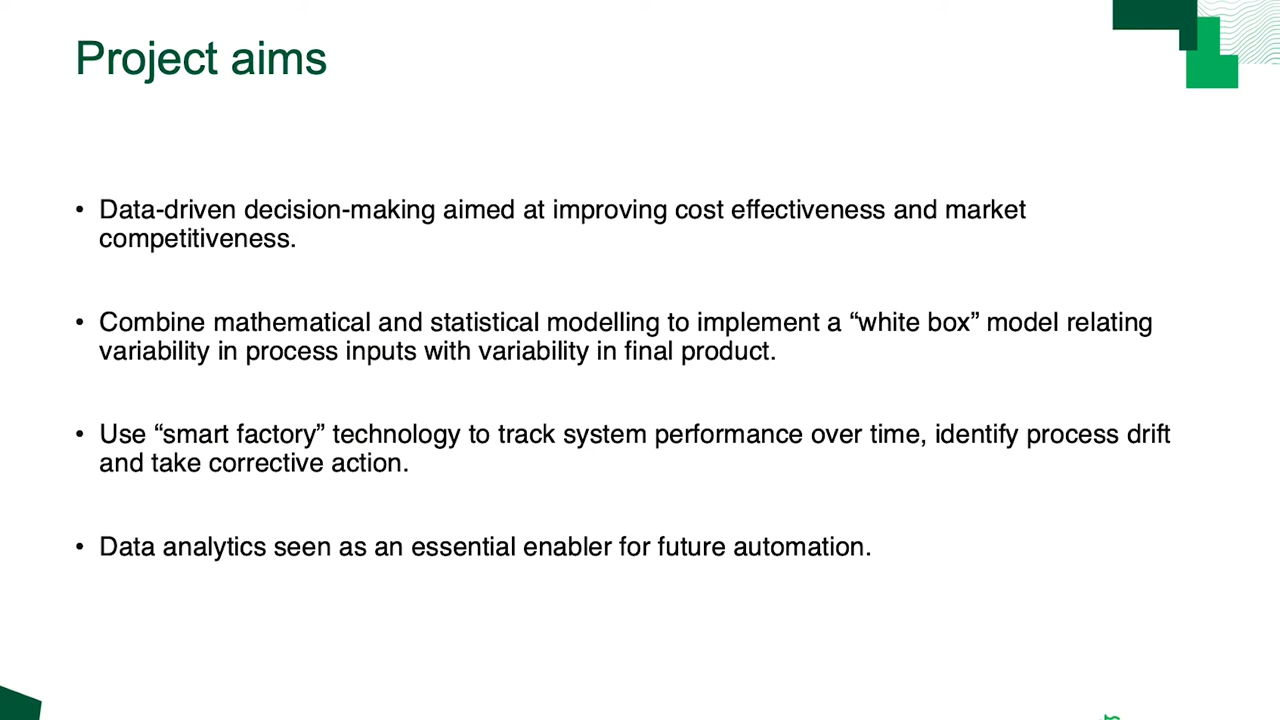 Project aims
• Data-driven decision-making aimed at improving cost effectiveness and market
competitiveness.
• Combine mathematical and statistical modelling to implement a “white box” model relating
variability in process inputs with variability in final product.
• Use “smart factory” technology to track system performance over time, identify process drift
and take corrective action.
• Data analytics seen as an essential enabler for future automation.